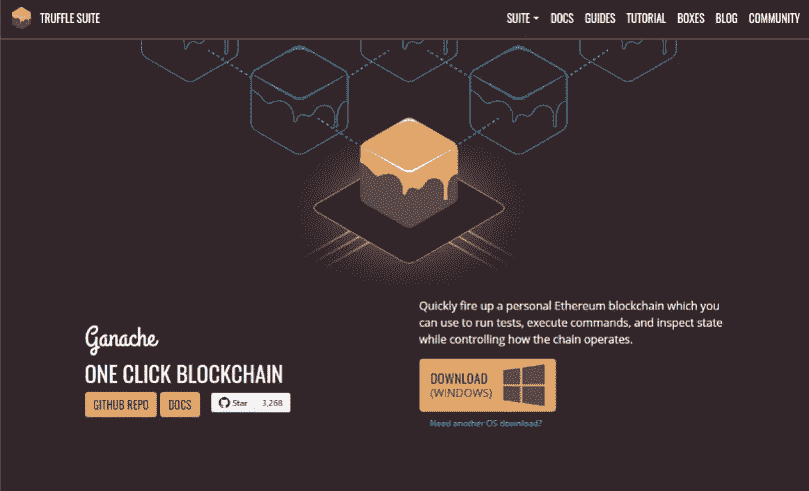 TRUFFLE SUITE
SUITE DOCS GUIDES TUTORIAL BOXES BLOG COMMUNITY
Ganache
ONE CLICK BLOCKCHAIN
GITHUB REPO DOCS Star 3,268
Quickly fire up a personal Ethereum blockchain which you
can use to run tests, execute commands, and inspect state
while controlling how the chain operates.
DOWNLOAD
(WINDOWS)
Need another OS download?